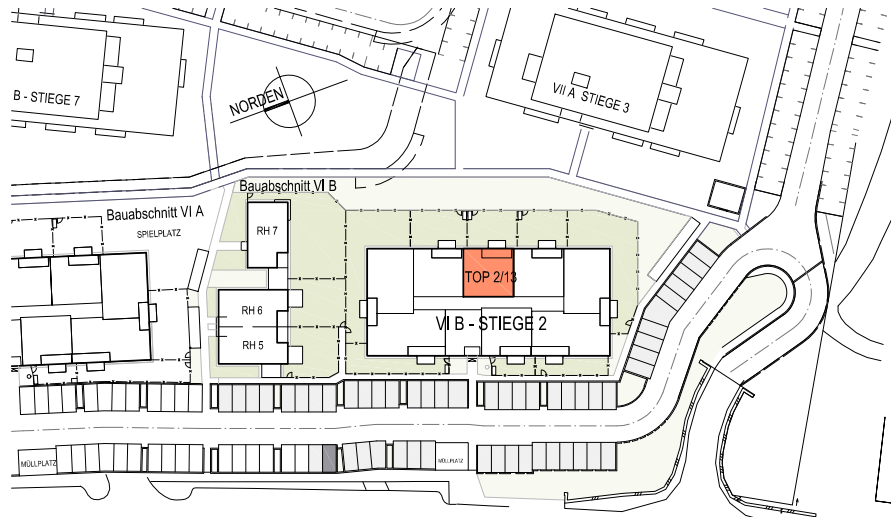 B - STIEGE 7
NORDEN
VII A STIEGE 3
Bauabschnitt VI A
SPIELPLATZ
Bauabschnitt VI B
RH 7
RH 6
RH 5
TOP 2/13
VI B - STIEGE 2
MÜLLPLATZ
MÜLLPLATZ